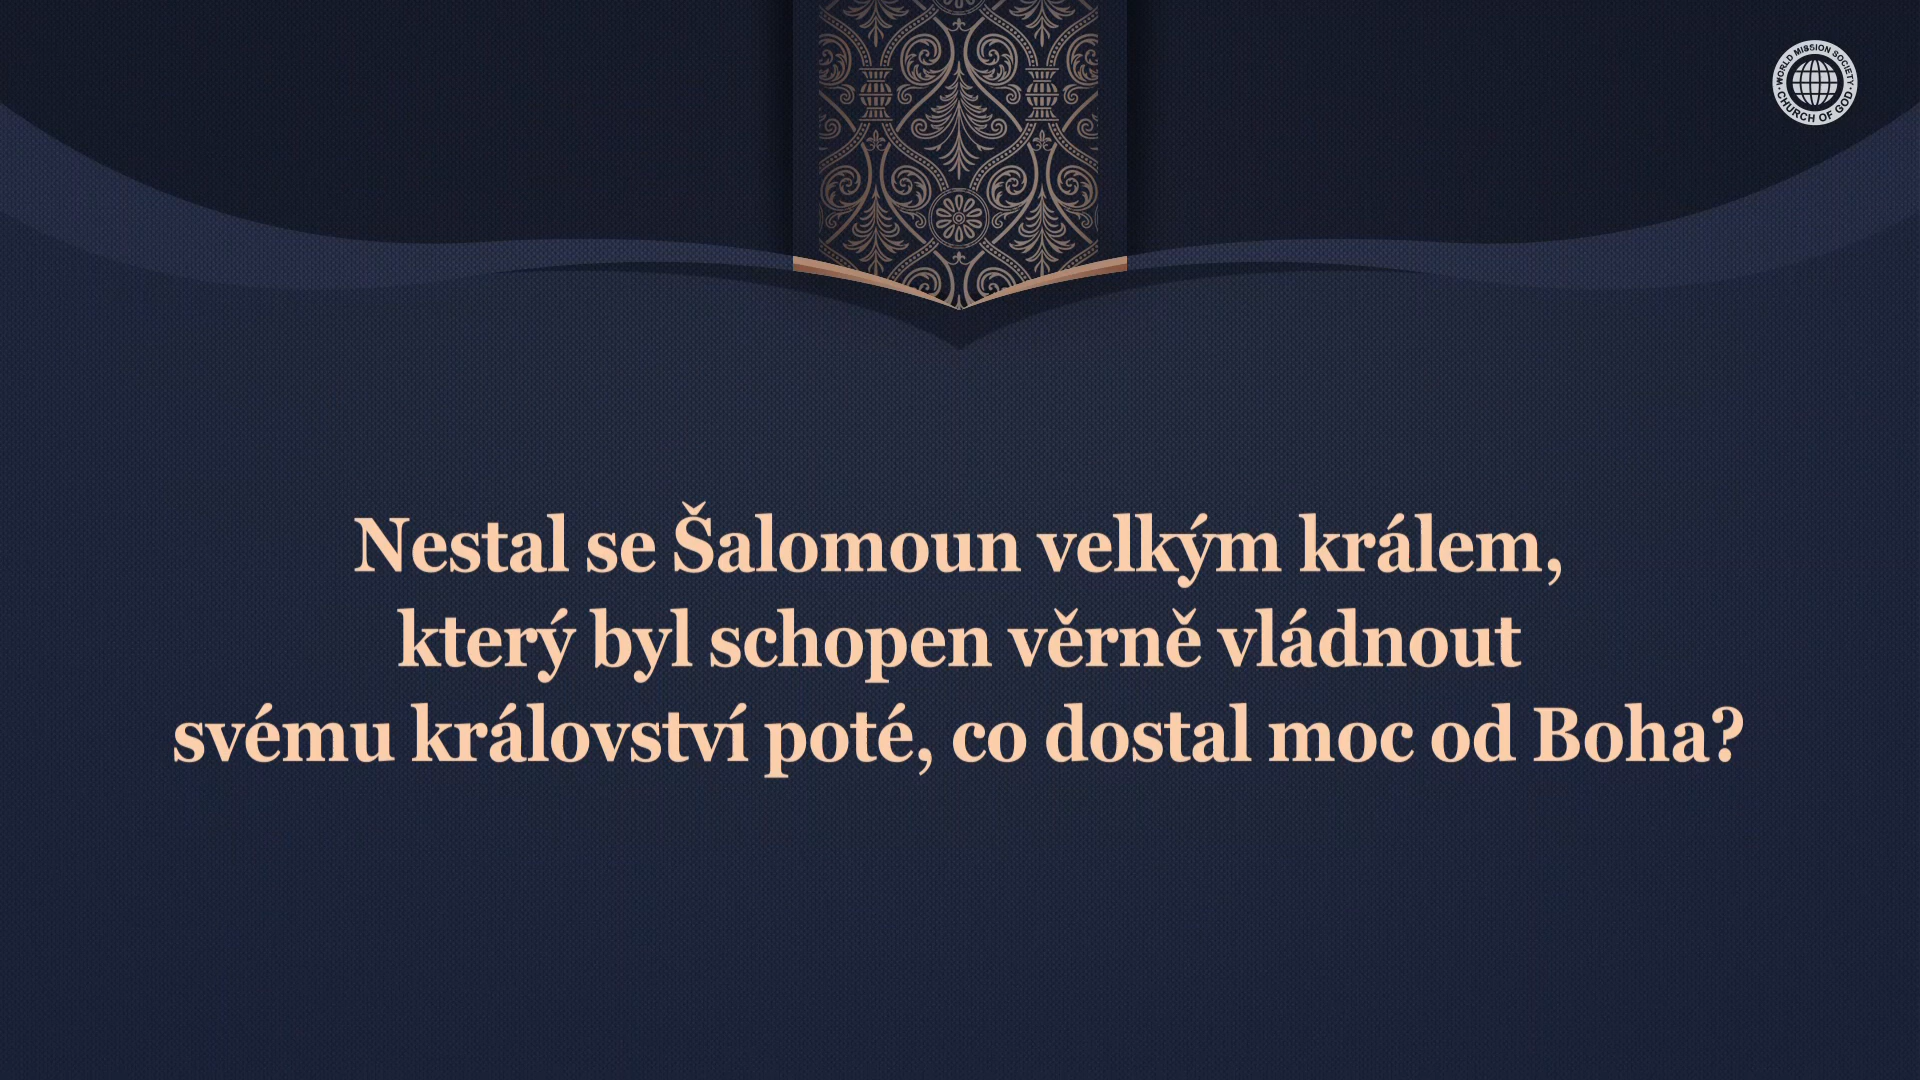 WORLD MISSION SOCIETY
CHURCH OF GOD
Nestal se Šalomoun velkým králem,
který byl schopen věrně vládnout
svému království poté, co dostal moc od Boha?